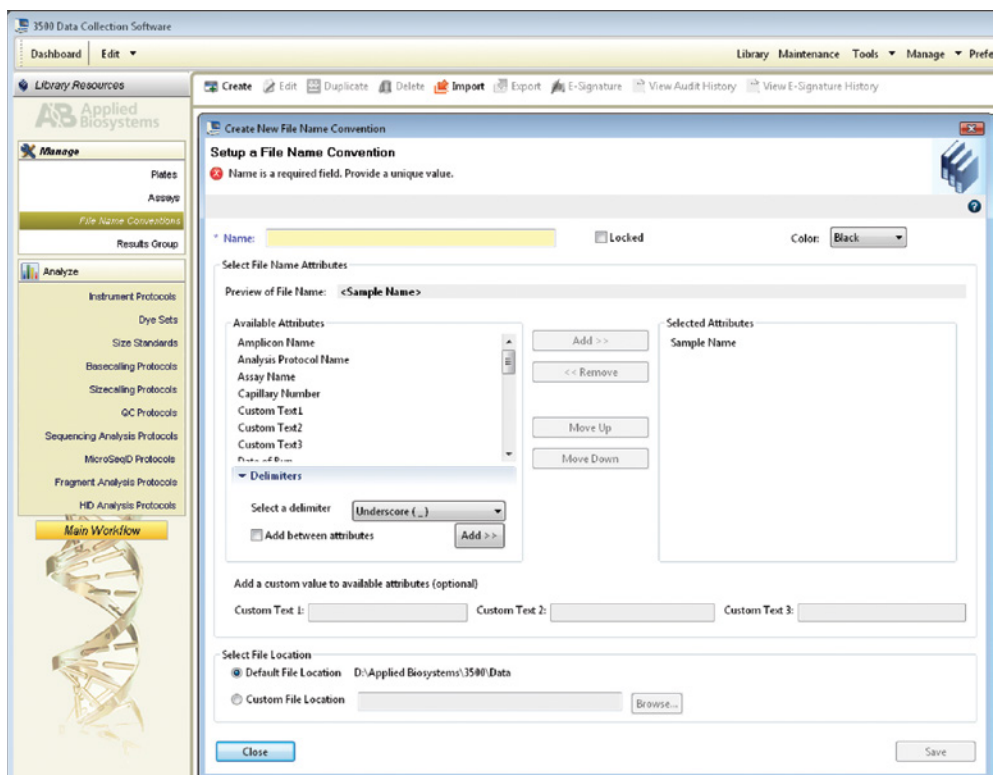 3500 Data Collection Software
Dashboard Edit
Library Maintenance Tools Manage Prefe
Library Resources
Create Edit Duplicate Delete Import Export E-Signature View Audit History View E-Signature History
AB Applied Biosystems
Manage
Plates
Assays
File Name Conventions
Results Group
Analyze
Instrument Protocols
Dye Sets
Size Standards
Basecalling Protocols
Sizecalling Protocols
QC Protocols
Sequencing Analysis Protocols
MicroSeqID Protocols
Fragment Analysis Protocols
HID Analysis Protocols
Main Workflow
Create New File Name Convention
Setup a File Name Convention
Name is a required field. Provide a unique value.
* Name: Locked Color: Black
Select File Name Attributes
Preview of File Name: <Sample Name>
Available Attributes
Amplicon Name
Analysis Protocol Name
Assay Name
Capillary Number
Custom Text1
Custom Text2
Custom Text3
Date of Run
Delimiters
Select a delimiter Underscore ( _ )
Add between attributes Add >>
Add >>
<< Remove
Move Up
Move Down
Selected Attributes
Sample Name
Add a custom value to available attributes (optional)
Custom Text 1: Custom Text 2: Custom Text 3:
Select File Location
Default File Location D:\Applied Biosystems\3500\Data
Custom File Location Browse...
Close Save